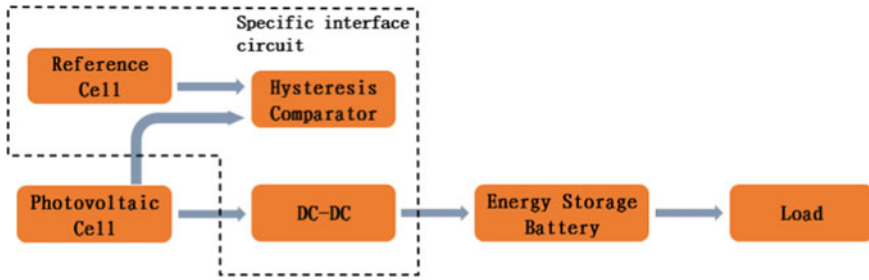 Specific interface
circuit
Reference
Cell
Hysteresis
Comparator
Photovoltaic
Cell
DC-DC
Energy Storage
Battery
Load